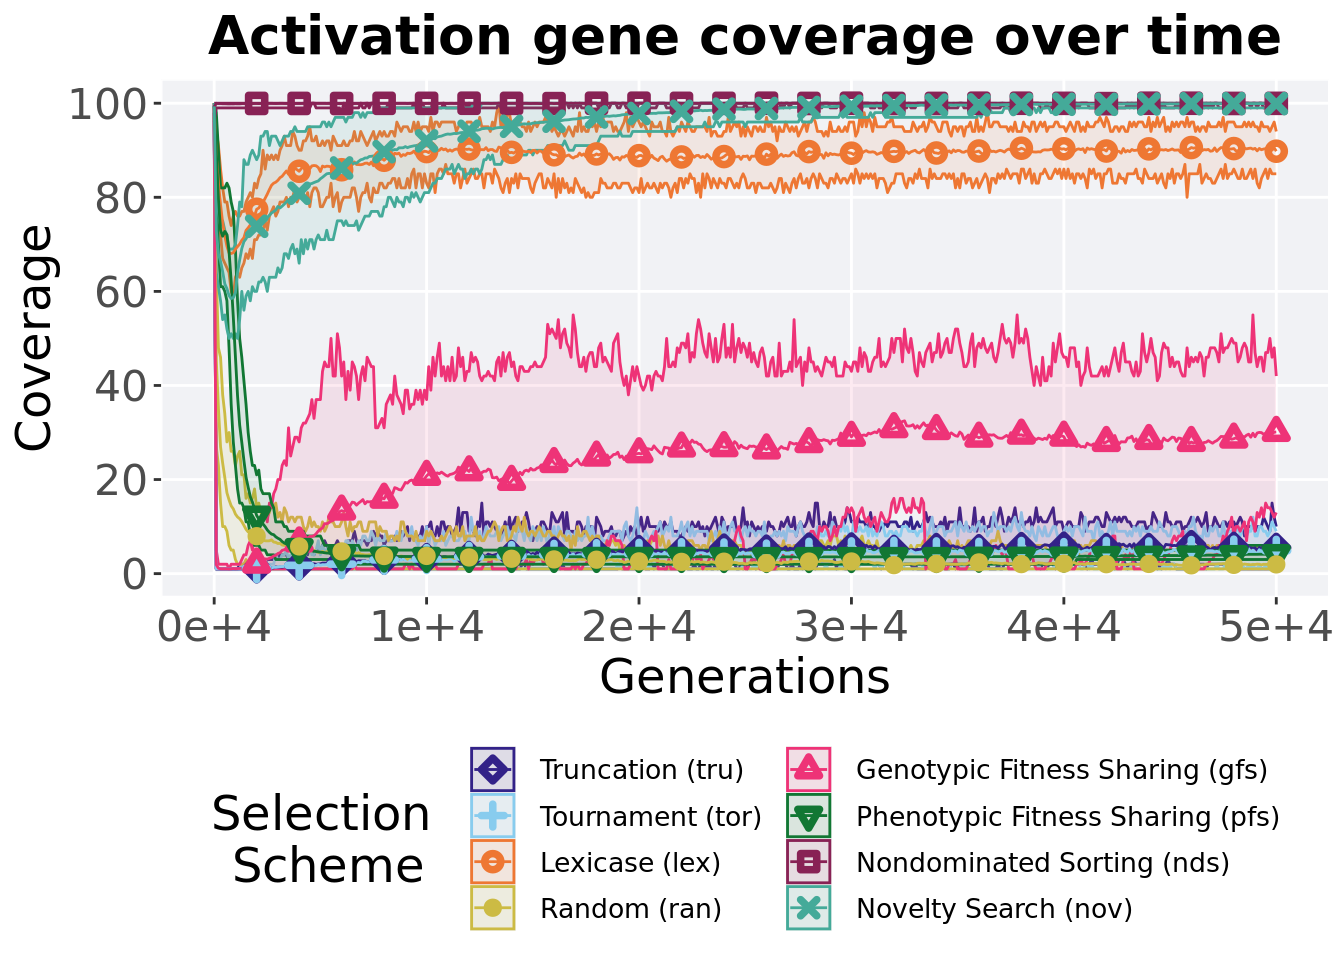 Activation gene coverage over time
Coverage
100
80
60
40
20
0
0e+4 1e+4 2e+4 3e+4 4e+4 5e+4
Generations
Selection
Scheme
Truncation (tru)
Tournament (tor)
Lexicase (lex)
Random (ran)
Genotypic Fitness Sharing (gfs)
Phenotypic Fitness Sharing (pfs)
Nondominated Sorting (nds)
Novelty Search (nov)